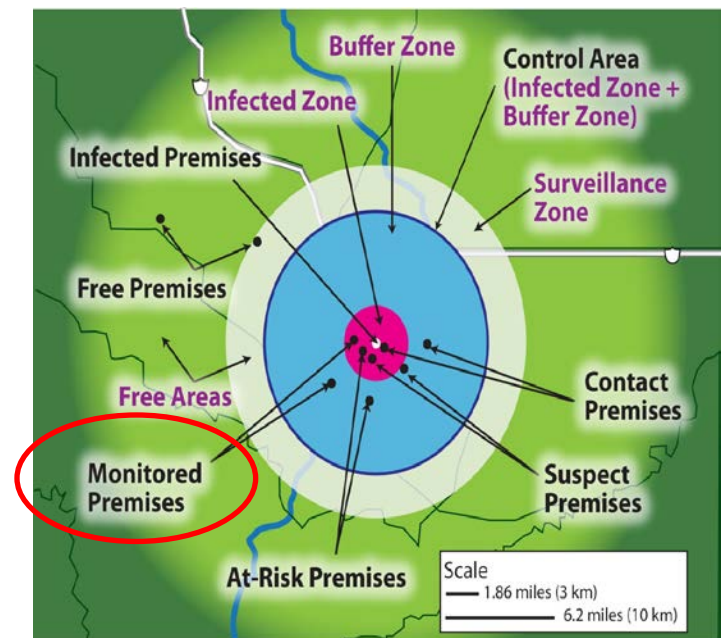 Buffer Zone
Control Area
(Infected Zone +
Buffer Zone)
Infected Zone
Infected Premises
Surveillance
Zone
Free Premises
Free Areas
Contact
Premises
Monitored
Premises
Suspect
Premises
At-Risk Premises
Scale
1.86 miles (3 km)
6.2 miles (10 km)